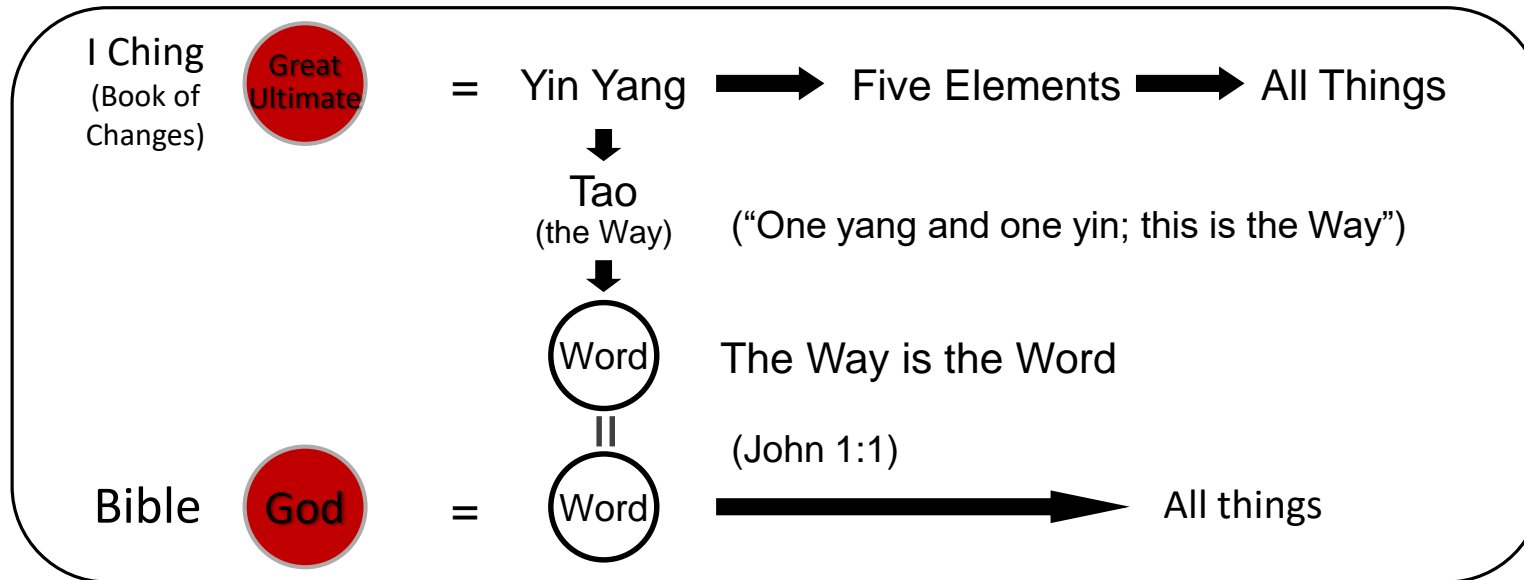 I Ching
(Book of
Changes)
Great
Ultimate
= Yin Yang Five Elements All Things
Tao
(the Way)
(“One yang and one yin; this is the Way”)
Word
The Way is the Word
=
(John 1:1)
Bible God = Word All things